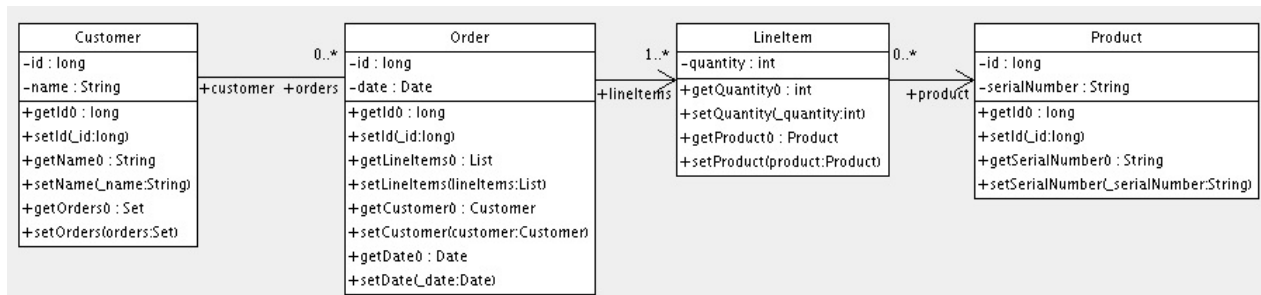 Customer
-id : long
-name : String
+getId() : long
+setId(_id:long)
+getName() : String
+setName(_name:String)
+getOrders() : Set
+setOrders(orders:Set)
0..*
+customer +orders
Order
-id : long
-date : Date
+getId() : long
+setId(_id:long)
+getLineItems() : List
+setLineItems(lineItems:List)
+getCustomer() : Customer
+setCustomer(customer:Customer)
+getDate() : Date
+setDate(_date:Date)
1..*
+lineItems
LineItem
-quantity : int
+getQuantity() : int
+setQuantity(_quantity:int)
+getProduct() : Product
+setProduct(product:Product)
0..*
+product
Product
-id : long
-serialNumber : String
+getId() : long
+setId(_id:long)
+getSerialNumber() : String
+setSerialNumber(_serialNumber:String)